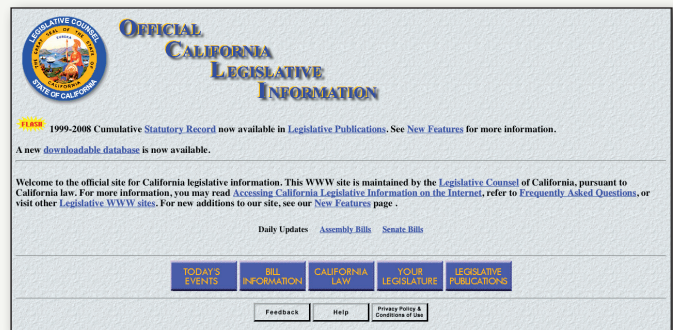 LEGISLATIVE COUNSEL
THE GREAT SEAL OF THE STATE OF CALIFORNIA
EUREKA
STATE OF CALIFORNIA
OFFICIAL
CALIFORNIA
LEGISLATIVE
INFORMATION
FLASH 1999-2008 Cumulative Statutory Record now available in Legislative Publications. See New Features for more information.
A new downloadable database is now available.
Welcome to the official site for California legislative information. This WWW site is maintained by the Legislative Counsel of California, pursuant to
California law. For more information, you may read Accessing California Legislative Information on the Internet, refer to Frequently Asked Questions, or
visit other Legislative WWW sites. For new additions to our site, see our New Features page .
Daily Updates Assembly Bills Senate Bills
TODAY'S
EVENTS
BILL
INFORMATION
CALIFORNIA
LAW
YOUR
LEGISLATURE
LEGISLATIVE
PUBLICATIONS
Feedback
Help
Privacy Policy &
Conditions of Use